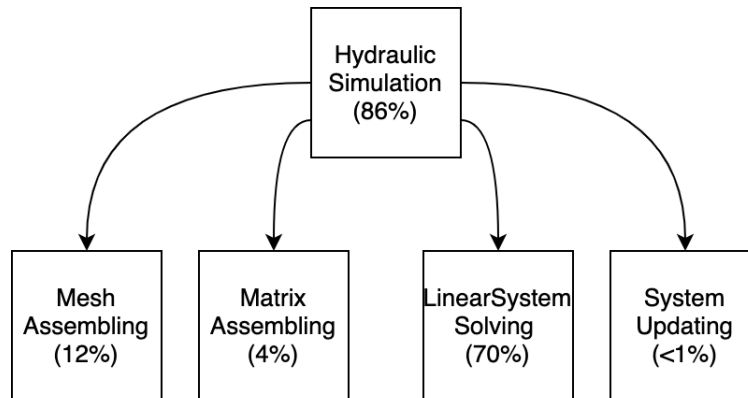 Hydraulic
Simulation
(86%)
Mesh
Assembling
(12%)
Matrix
Assembling
(4%)
LinearSystem
Solving
(70%)
System
Updating
(<1%)